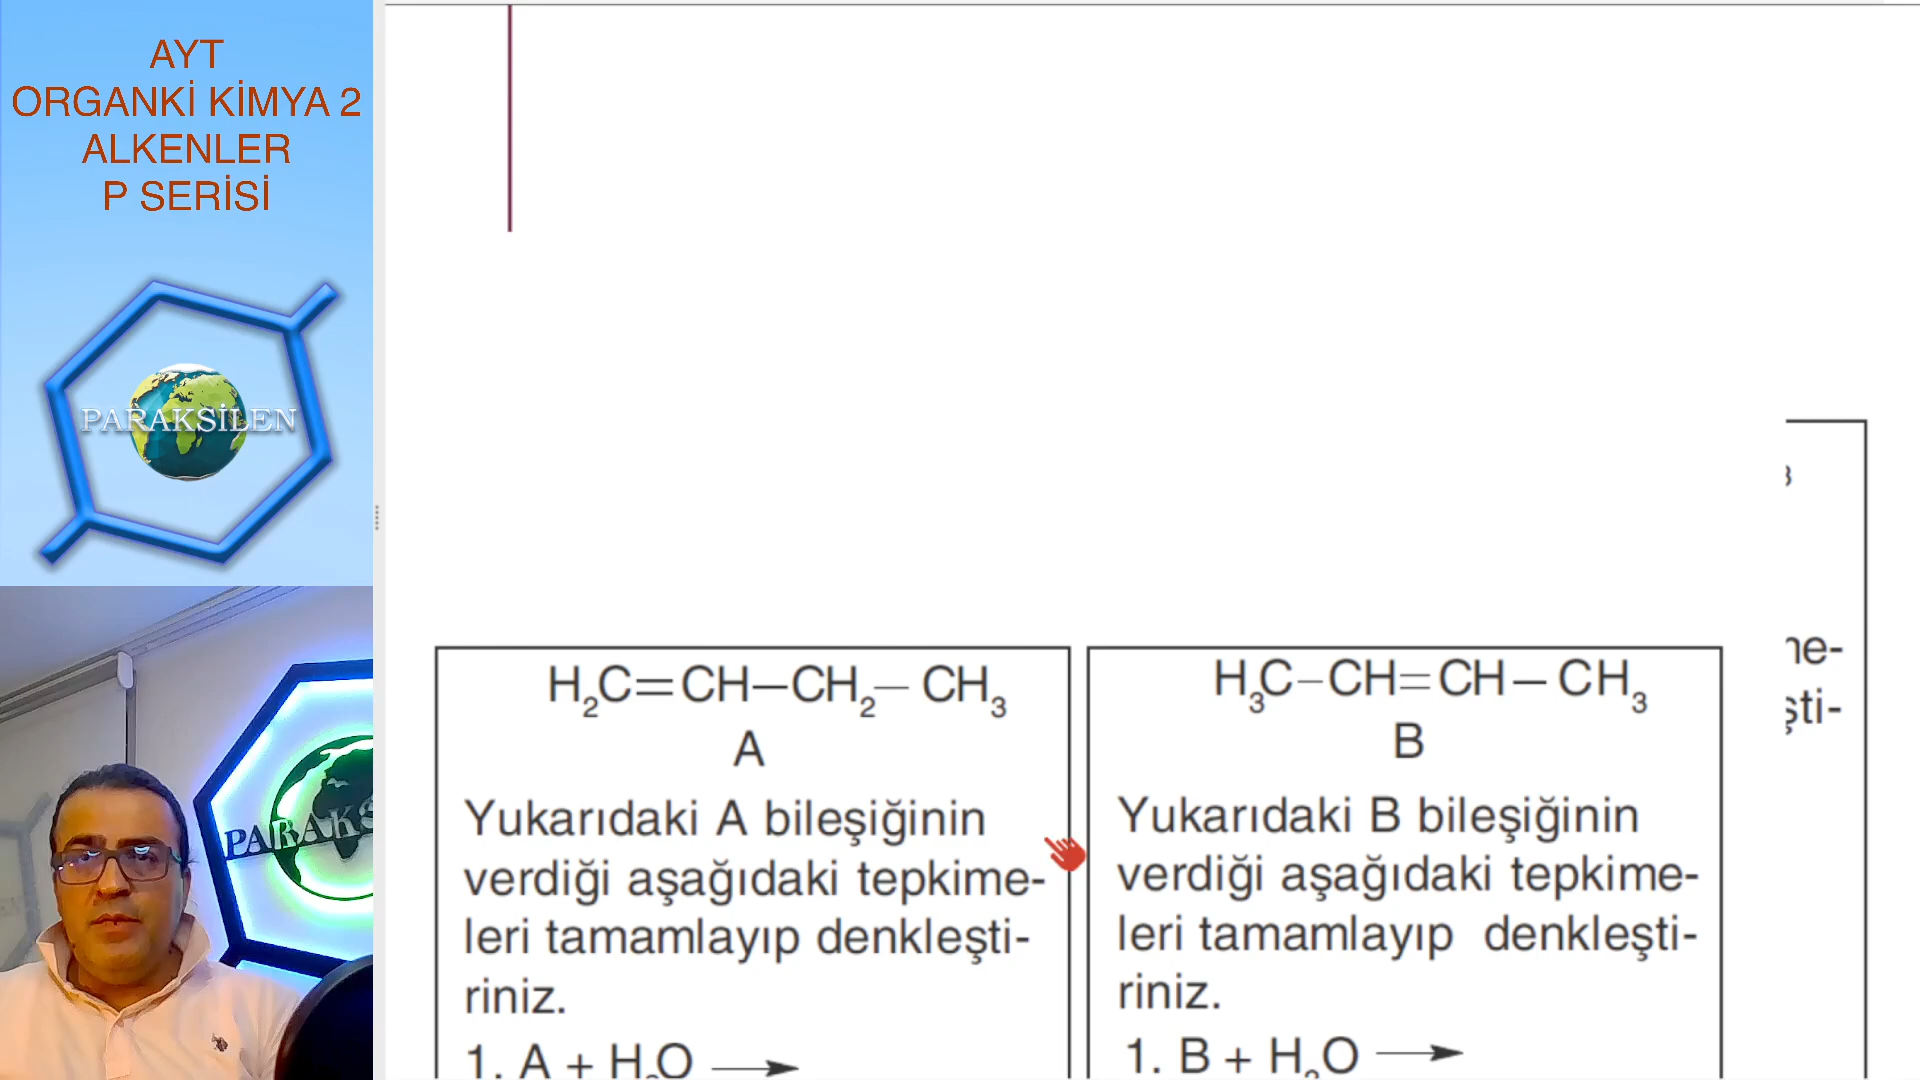 AYT
ORGANKİ KİMYA 2
ALKENLER
P SERİSİ
PARAKSİLEN
H₂C=CH–CH₂–CH₃
A
Yukarıdaki A bileşiğinin
verdiği aşağıdaki tepkime-
leri tamamlayıp denkleşti-
riniz.
1. A + H₂O ⟶
H₃C–CH=CH–CH₃
B
Yukarıdaki B bileşiğinin
verdiği aşağıdaki tepkime-
leri tamamlayıp denkleşti-
riniz.
1. B + H₂O ⟶